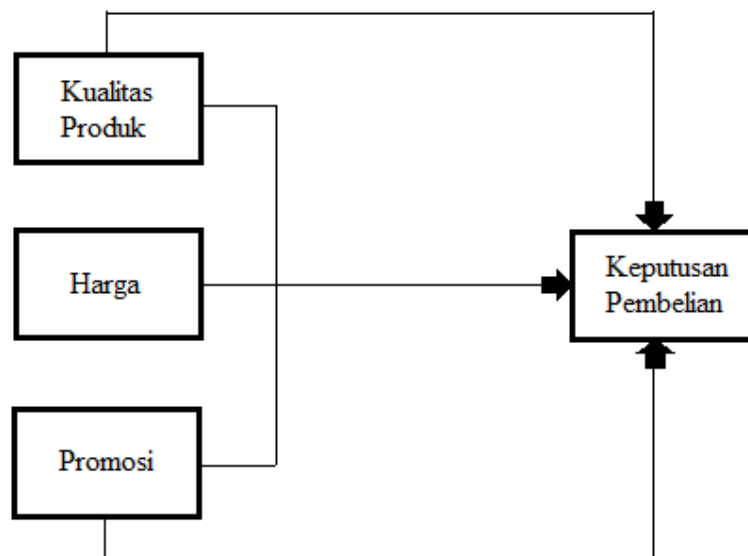 Kualitas
Produk
Harga
Keputusan
Pembelian
Promosi